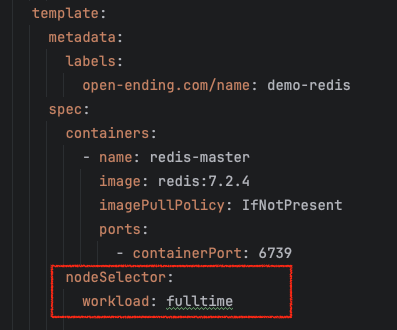 template:
metadata:
labels:
open-ending.com/name: demo-redis
spec:
containers:
- name: redis-master
image: redis:7.2.4
imagePullPolicy: IfNotPresent
ports:
- containerPort: 6739
nodeSelector:
workload: fulltime